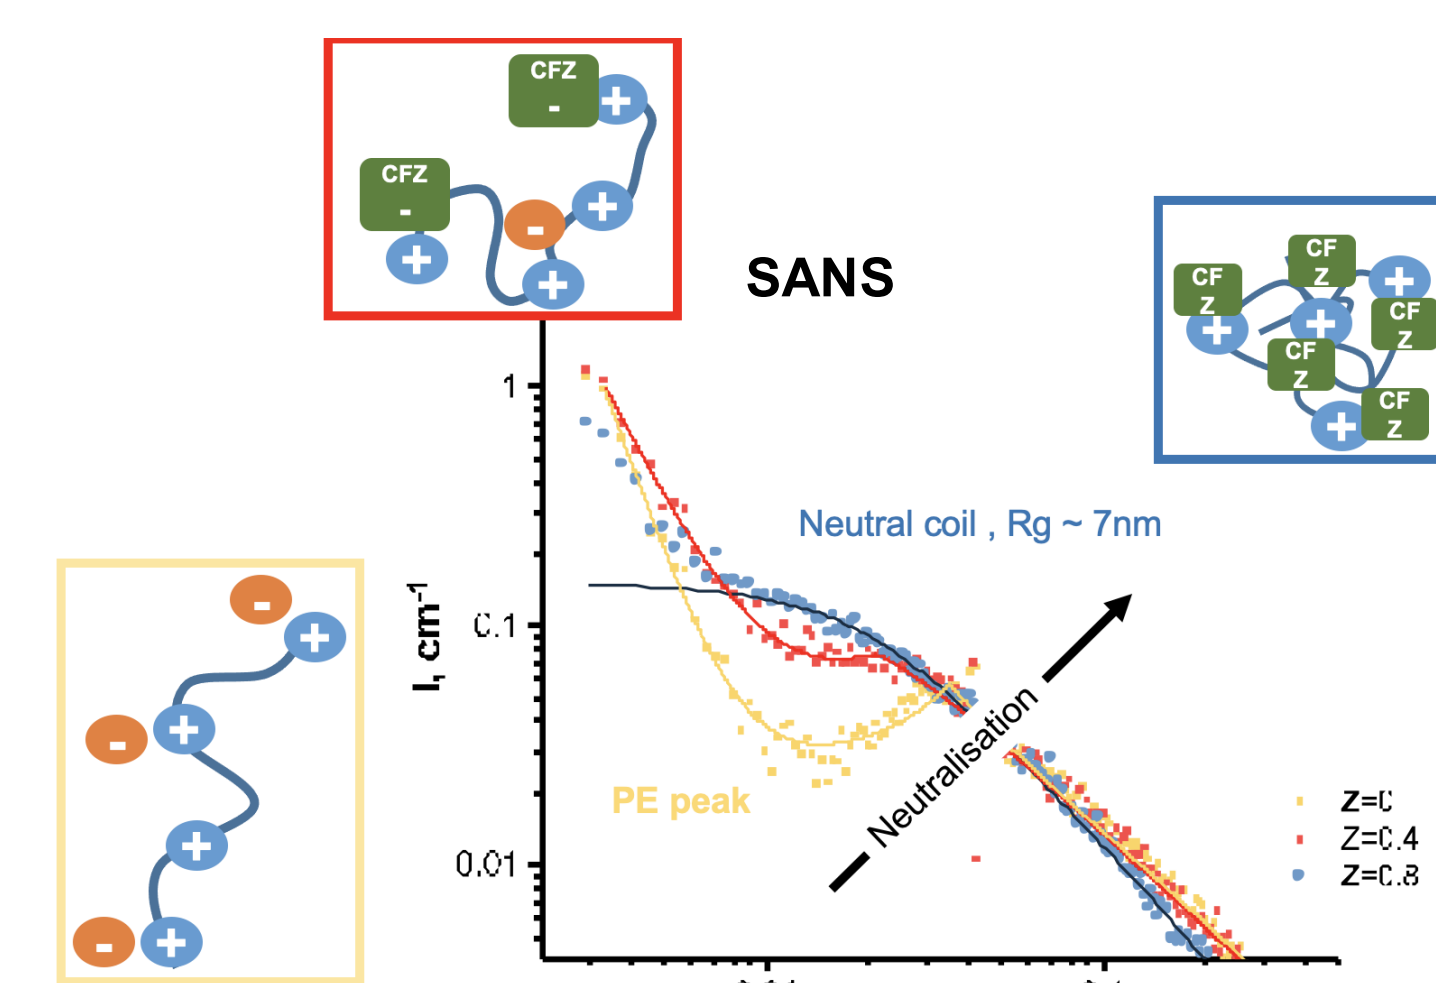 CFZ
-
+
CFZ
-
+
-
+
+
SANS
CF
Z
CF
Z
+
+
+
CF
Z
CF
Z
CF
Z
+
1
Neutral coil , Rg ~ 7nm
I, cm-1
0.1
-
+
-
+
+
-
+
Neutralisation
PE peak
0.01
Z=0
Z=0.4
Z=0.8